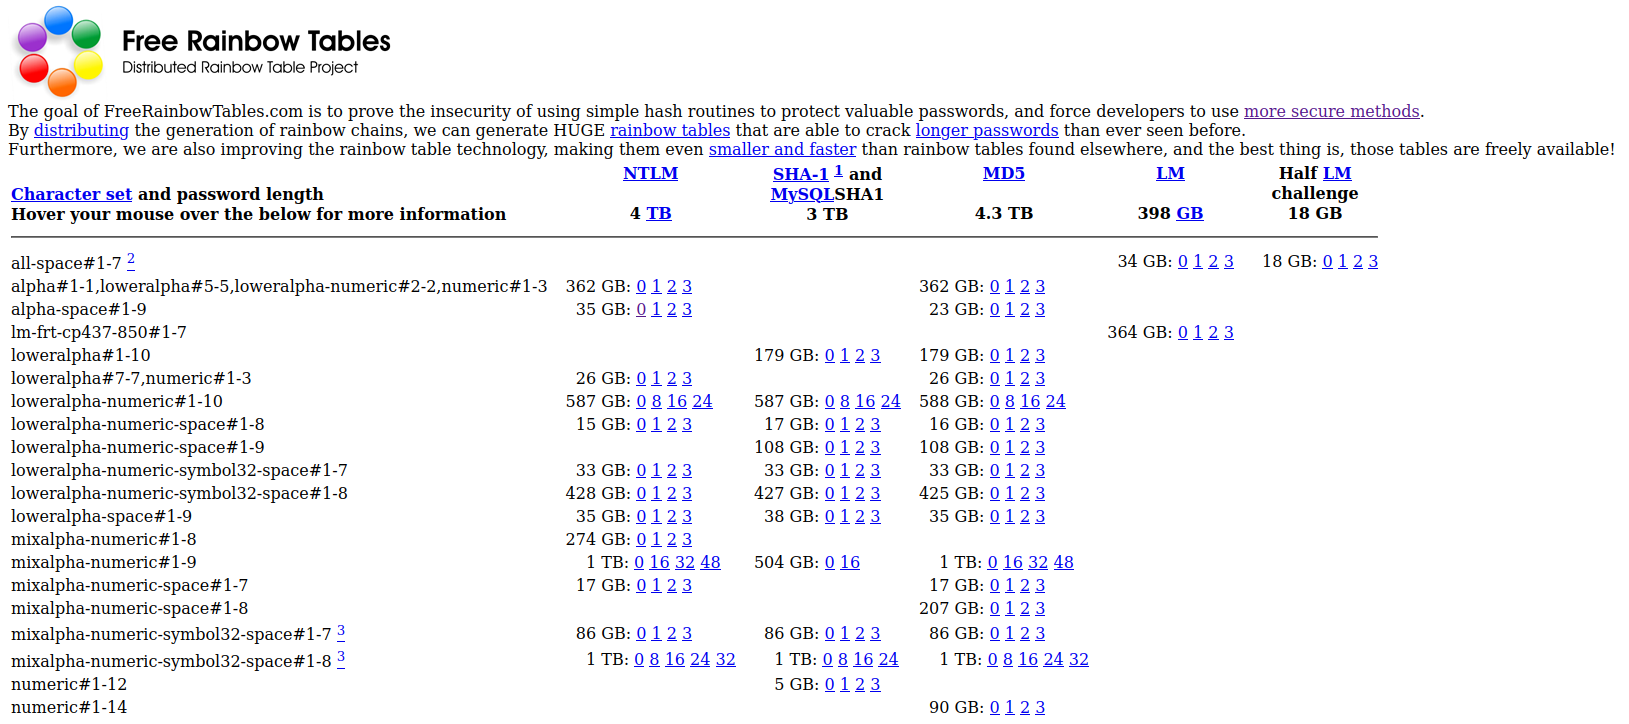 Free Rainbow Tables
Distributed Rainbow Table Project
The goal of FreeRainbowTables.com is to prove the insecurity of using simple hash routines to protect valuable passwords, and force developers to use more secure methods.
By distributing the generation of rainbow chains, we can generate HUGE rainbow tables that are able to crack longer passwords than ever seen before.
Furthermore, we are also improving the rainbow table technology, making them even smaller and faster than rainbow tables found elsewhere, and the best thing is, those tables are freely available!
NTLM SHA-1 1 and MD5 LM Half LM
Character set and password length MySQLSHA1 challenge
Hover your mouse over the below for more information 4 TB 3 TB 4.3 TB 398 GB 18 GB
all-space#1-7 2 34 GB: 0 1 2 3 18 GB: 0 1 2 3
alpha#1-1,loweralpha#5-5,loweralpha-numeric#2-2,numeric#1-3 362 GB: 0 1 2 3 362 GB: 0 1 2 3
alpha-space#1-9 35 GB: 0 1 2 3 23 GB: 0 1 2 3
lm-frt-cp437-850#1-7 364 GB: 0 1 2 3
loweralpha#1-10 179 GB: 0 1 2 3 179 GB: 0 1 2 3
loweralpha#7-7,numeric#1-3 26 GB: 0 1 2 3 26 GB: 0 1 2 3
loweralpha-numeric#1-10 587 GB: 0 8 16 24 587 GB: 0 8 16 24 588 GB: 0 8 16 24
loweralpha-numeric-space#1-8 15 GB: 0 1 2 3 17 GB: 0 1 2 3 16 GB: 0 1 2 3
loweralpha-numeric-space#1-9 108 GB: 0 1 2 3 108 GB: 0 1 2 3
loweralpha-numeric-symbol32-space#1-7 33 GB: 0 1 2 3 33 GB: 0 1 2 3 33 GB: 0 1 2 3
loweralpha-numeric-symbol32-space#1-8 428 GB: 0 1 2 3 427 GB: 0 1 2 3 425 GB: 0 1 2 3
loweralpha-space#1-9 35 GB: 0 1 2 3 38 GB: 0 1 2 3 35 GB: 0 1 2 3
mixalpha-numeric#1-8 274 GB: 0 1 2 3
mixalpha-numeric#1-9 1 TB: 0 16 32 48 504 GB: 0 16 1 TB: 0 16 32 48
mixalpha-numeric-space#1-7 17 GB: 0 1 2 3 17 GB: 0 1 2 3
mixalpha-numeric-space#1-8 207 GB: 0 1 2 3
mixalpha-numeric-symbol32-space#1-7 3 86 GB: 0 1 2 3 86 GB: 0 1 2 3 86 GB: 0 1 2 3
mixalpha-numeric-symbol32-space#1-8 3 1 TB: 0 8 16 24 32 1 TB: 0 8 16 24 1 TB: 0 8 16 24 32
numeric#1-12 5 GB: 0 1 2 3
numeric#1-14 90 GB: 0 1 2 3